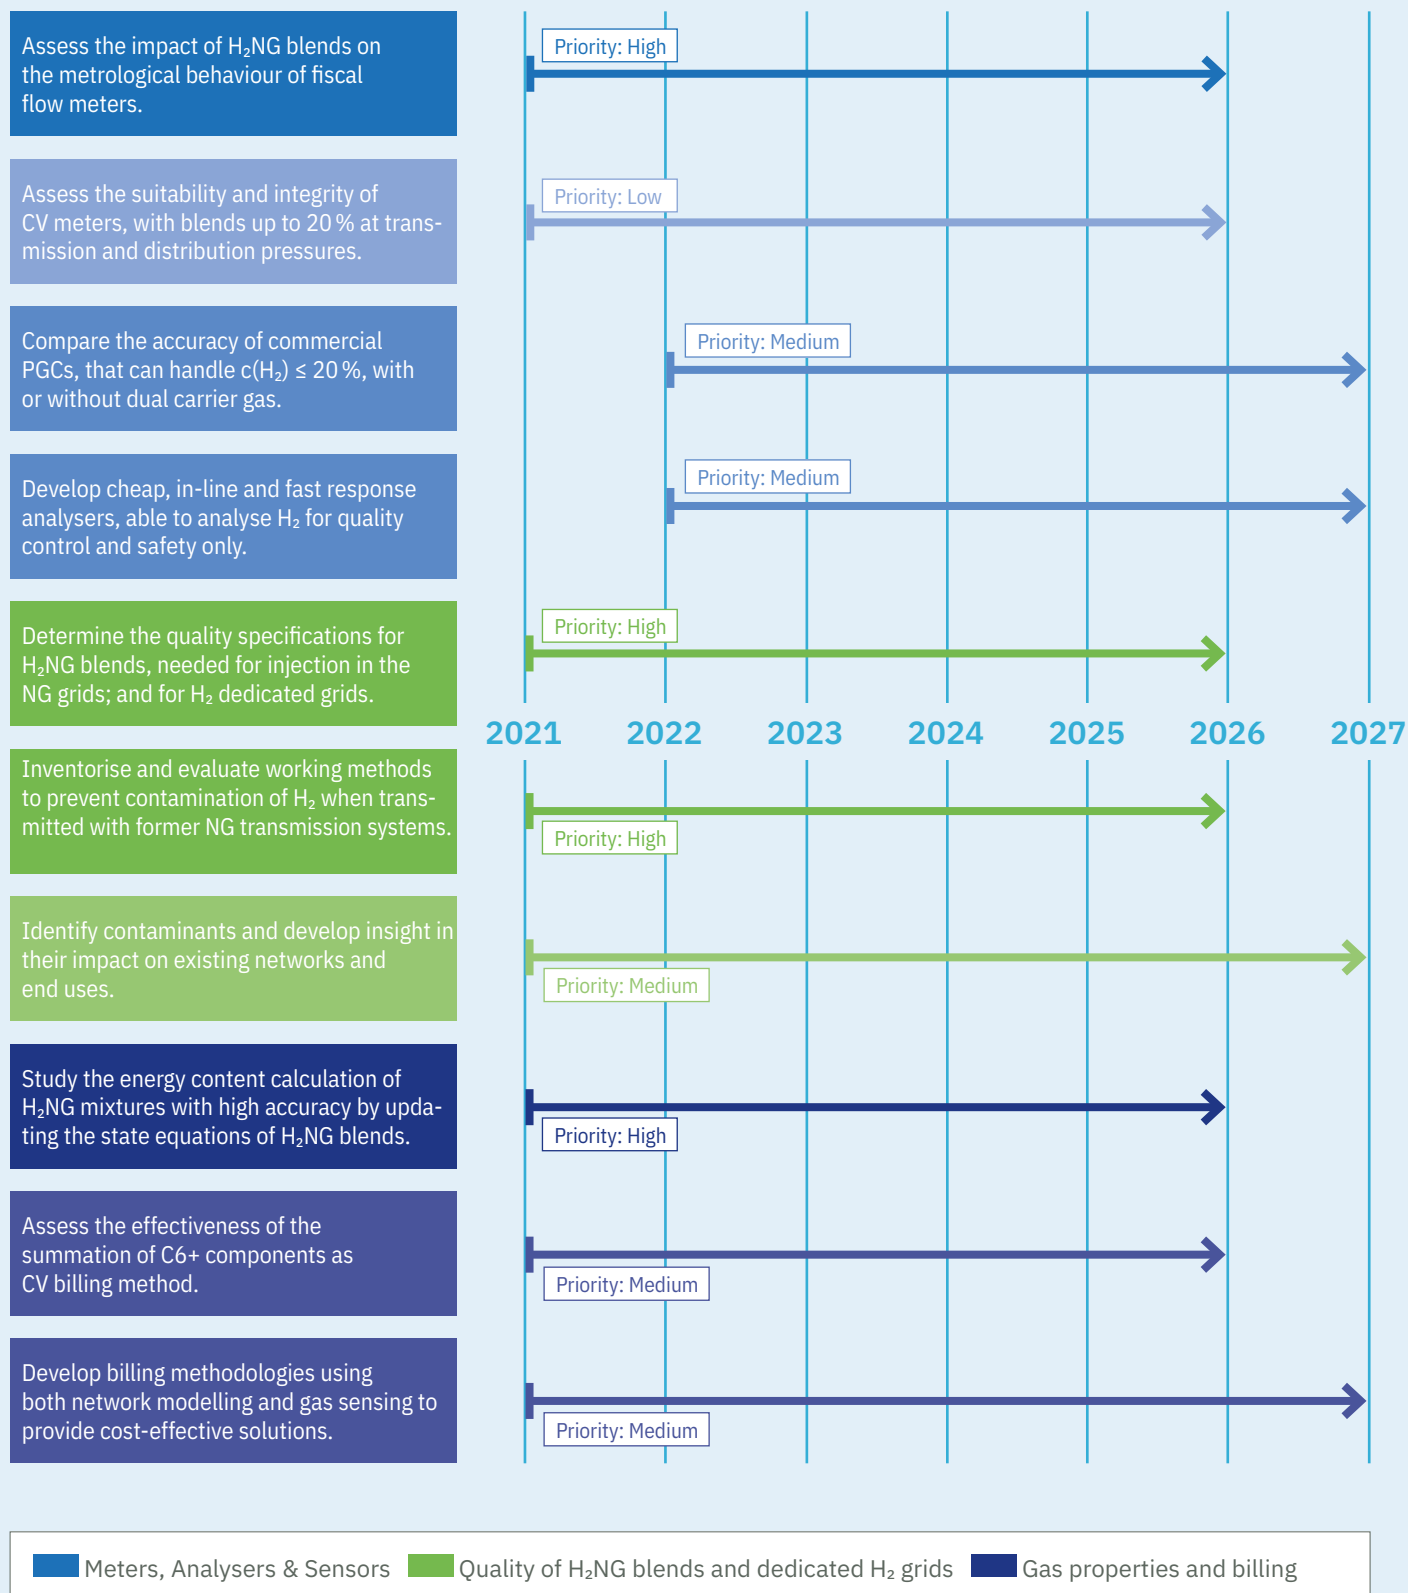 Assess the impact of H₂NG blends on
the metrological behaviour of fiscal
flow meters.
Priority: High
Assess the suitability and integrity of
CV meters, with blends up to 20 % at trans-
mission and distribution pressures.
Priority: Low
Compare the accuracy of commercial
PGCs, that can handle c(H₂) ≤ 20 %, with
or without dual carrier gas.
Priority: Medium
Develop cheap, in-line and fast response
analysers, able to analyse H₂ for quality
control and safety only.
Priority: Medium
Determine the quality specifications for
H₂NG blends, needed for injection in the
NG grids; and for H₂ dedicated grids.
Priority: High
2021 2022 2023 2024 2025 2026 2027
Inventorise and evaluate working methods
to prevent contamination of H₂ when trans-
mitted with former NG transmission systems.
Priority: High
Identify contaminants and develop insight in
their impact on existing networks and
end uses.
Priority: Medium
Study the energy content calculation of
H₂NG mixtures with high accuracy by upda-
ting the state equations of H₂NG blends.
Priority: High
Assess the effectiveness of the
summation of C6+ components as
CV billing method.
Priority: Medium
Develop billing methodologies using
both network modelling and gas sensing to
provide cost-effective solutions.
Priority: Medium
Meters, Analysers & Sensors Quality of H₂NG blends and dedicated H₂ grids Gas properties and billing